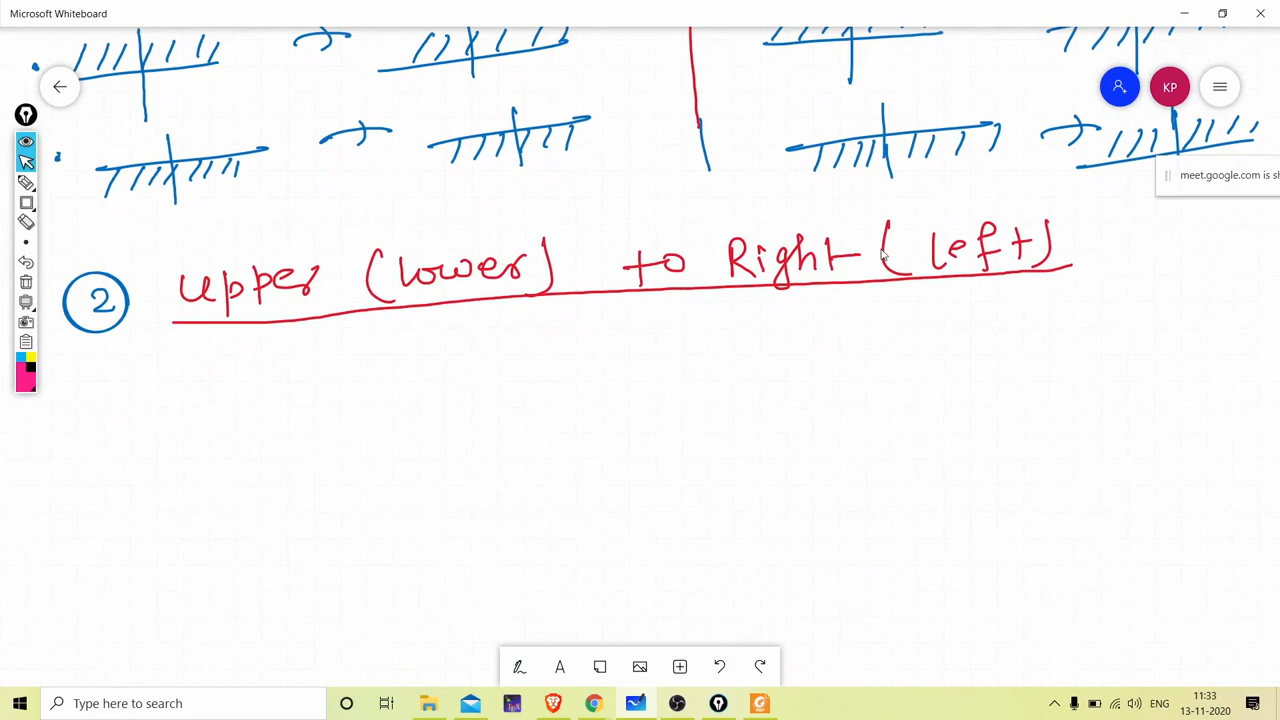 Microsoft Whiteboard
KP
meet.google.com is sh
2 Upper (lower) to Right (left)
Type here to search
ENG
11:33
13-11-2020